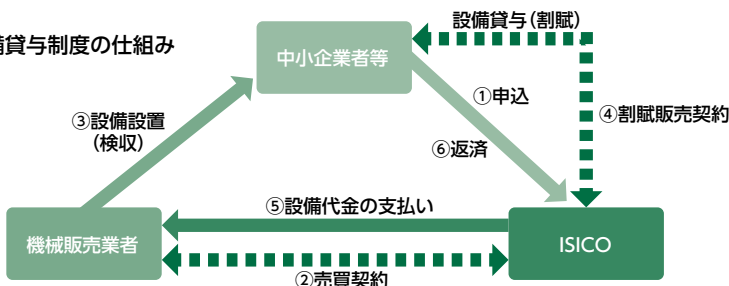 備貸与制度の仕組み
設備貸与（割賦）
中小企業者等
①申込
③設備設置
（検収）
④割賦販売契約
⑥返済
⑤設備代金の支払い
機械販売業者
ISICO
②売買契約